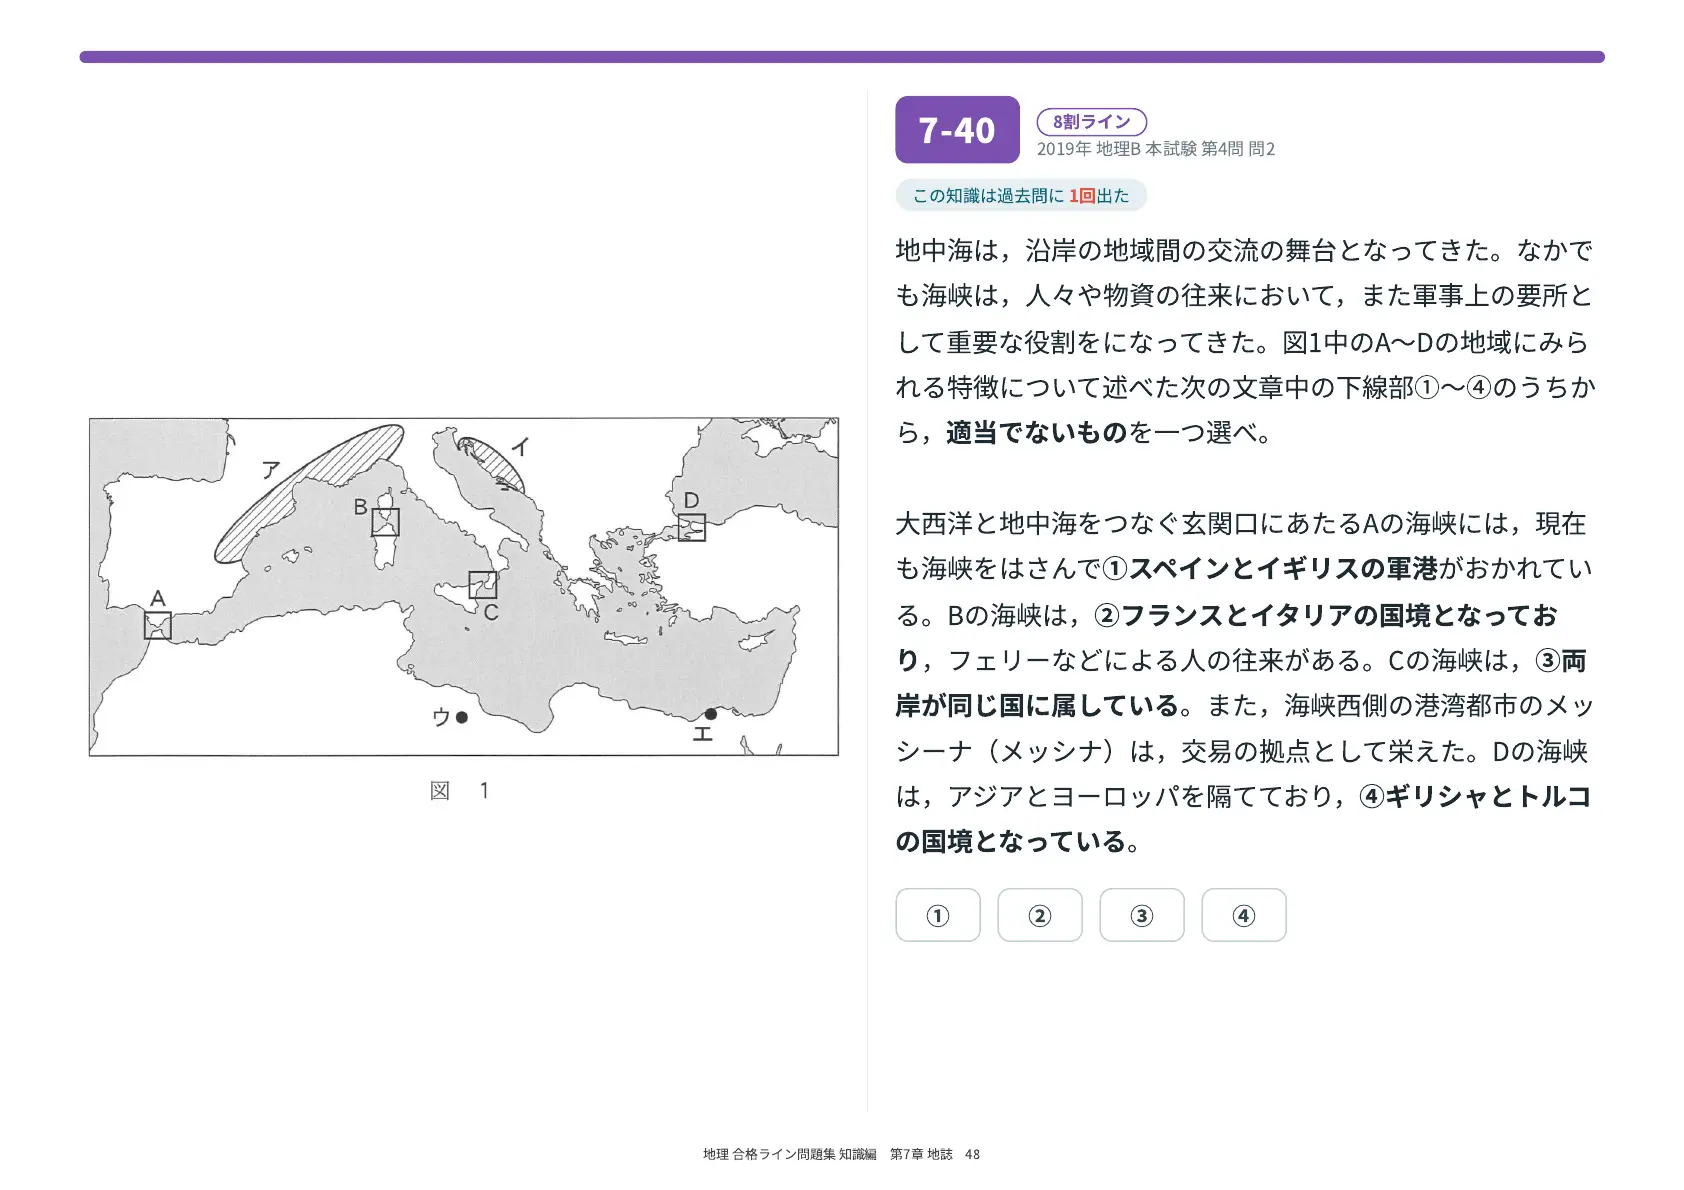 7-40
8割ライン
2019年 地理B 本試験 第4問 問2
この知識は過去問に 1回出た
地中海は，沿岸の地域間の交流の舞台となってきた。なかで
も海峡は，人々や物資の往来において，また軍事上の要所と
して重要な役割をになってきた。図1中のA～Dの地域にみら
れる特徴について述べた次の文章中の下線部①～④のうちか
ら，適当でないものを一つ選べ。
大西洋と地中海をつなぐ玄関口にあたるAの海峡には，現在
も海峡をはさんで①スペインとイギリスの軍港がおかれてい
る。Bの海峡は，②フランスとイタリアの国境となってお
り，フェリーなどによる人の往来がある。Cの海峡は，③両
岸が同じ国に属している。また，海峡西側の港湾都市のメッ
シーナ（メッシナ）は，交易の拠点として栄えた。Dの海峡
は，アジアとヨーロッパを隔てており，④ギリシャとトルコ
の国境となっている。
① ② ③ ④
ア
イ
B
D
A
C
ウ
エ
図 1
地理 合格ライン問題集 知識編 第7章 地誌 48